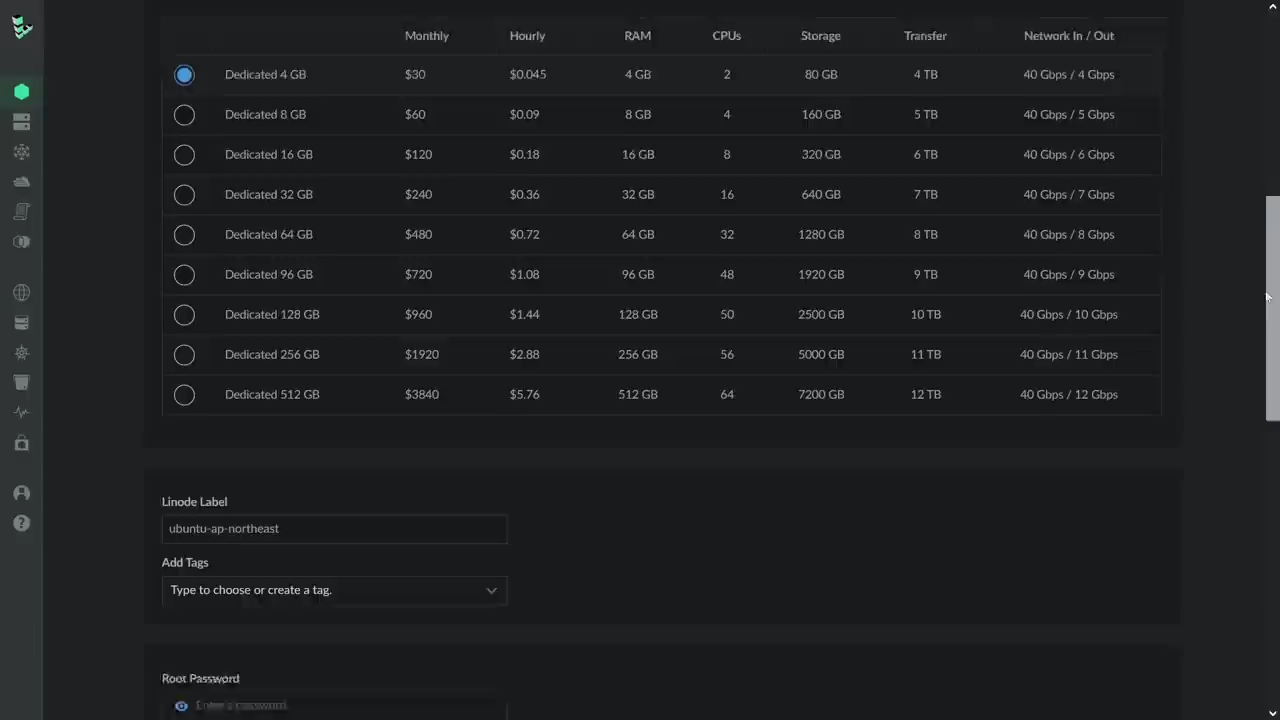 Monthly Hourly RAM CPUs Storage Transfer Network In / Out
Dedicated 4 GB $30 $0.045 4 GB 2 80 GB 4 TB 40 Gbps / 4 Gbps
Dedicated 8 GB $60 $0.09 8 GB 4 160 GB 5 TB 40 Gbps / 5 Gbps
Dedicated 16 GB $120 $0.18 16 GB 8 320 GB 6 TB 40 Gbps / 6 Gbps
Dedicated 32 GB $240 $0.36 32 GB 16 640 GB 7 TB 40 Gbps / 7 Gbps
Dedicated 64 GB $480 $0.72 64 GB 32 1280 GB 8 TB 40 Gbps / 8 Gbps
Dedicated 96 GB $720 $1.08 96 GB 48 1920 GB 9 TB 40 Gbps / 9 Gbps
Dedicated 128 GB $960 $1.44 128 GB 50 2500 GB 10 TB 40 Gbps / 10 Gbps
Dedicated 256 GB $1920 $2.88 256 GB 56 5000 GB 11 TB 40 Gbps / 11 Gbps
Dedicated 512 GB $3840 $5.76 512 GB 64 7200 GB 12 TB 40 Gbps / 12 Gbps
Linode Label
ubuntu-ap-northeast
Add Tags
Type to choose or create a tag.
Root Password
Enter a password.